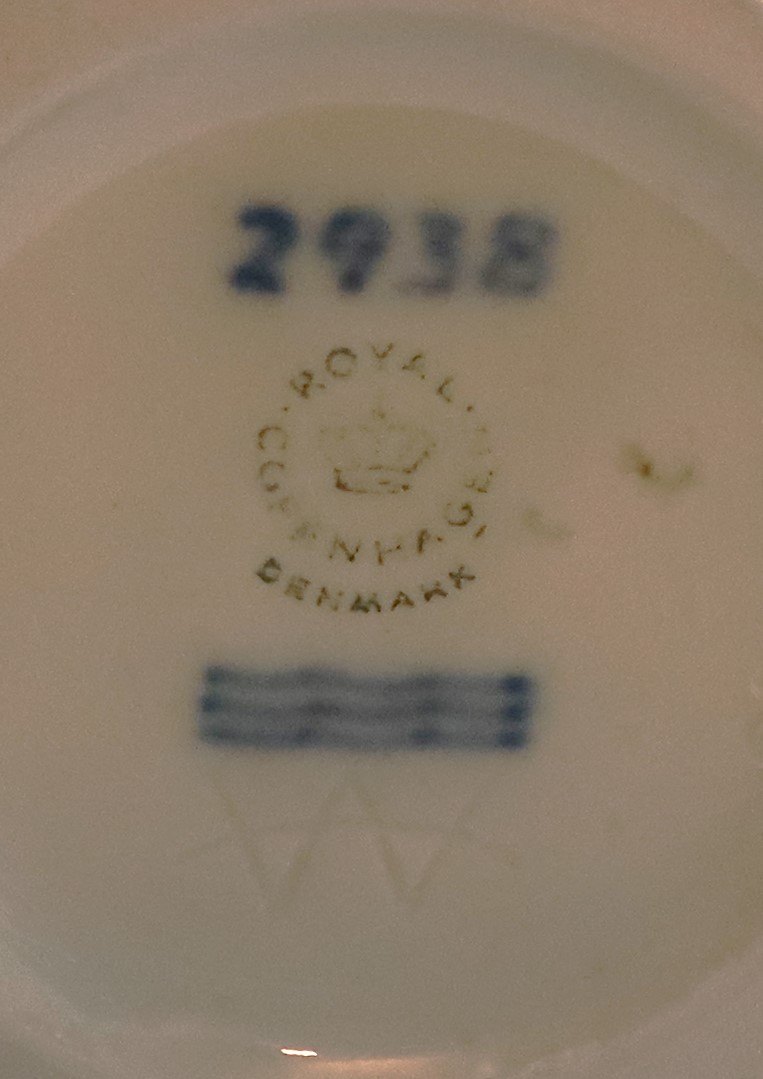 2938
ROYAL
COPENHAGEN
DENMARK